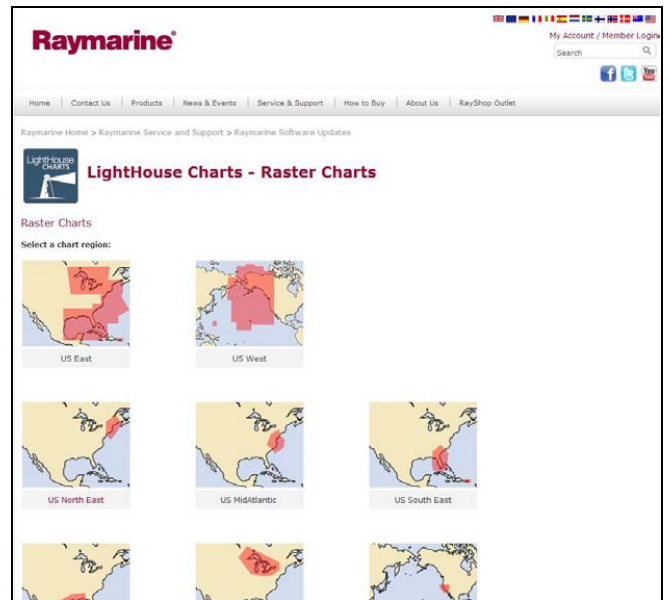 Raymarine®
My Account / Member Login
Search
Home | Contact Us | Products | News & Events | Service & Support | How to Buy | About Us | RayShop Outlet
Raymarine Home > Raymarine Service and Support > Raymarine Software Updates
LightHouse
CHARTS
LightHouse Charts - Raster Charts
Raster Charts
Select a chart region:
US East
US West
US North East
US MidAtlantic
US South East